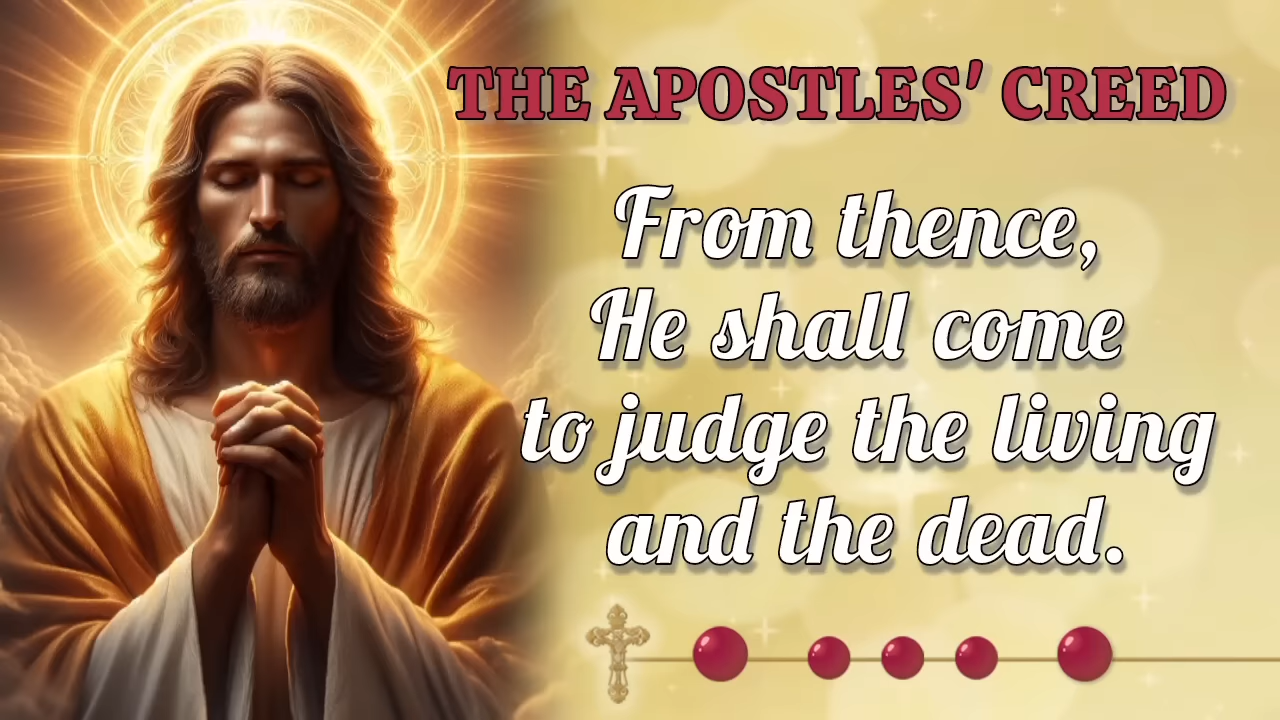 THE APOSTLES' CREED
From thence,
He shall come
to judge the living
and the dead.